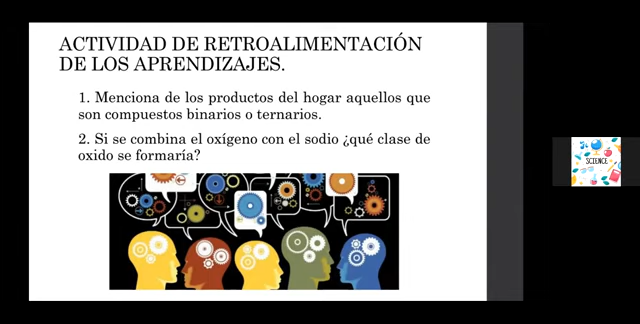 ACTIVIDAD DE RETROALIMENTACIÓN
DE LOS APRENDIZAJES.
1. Menciona de los productos del hogar aquellos que
son compuestos binarios o ternarios.
2. Si se combina el oxígeno con el sodio ¿qué clase de
oxido se formaría?
SCIENCE